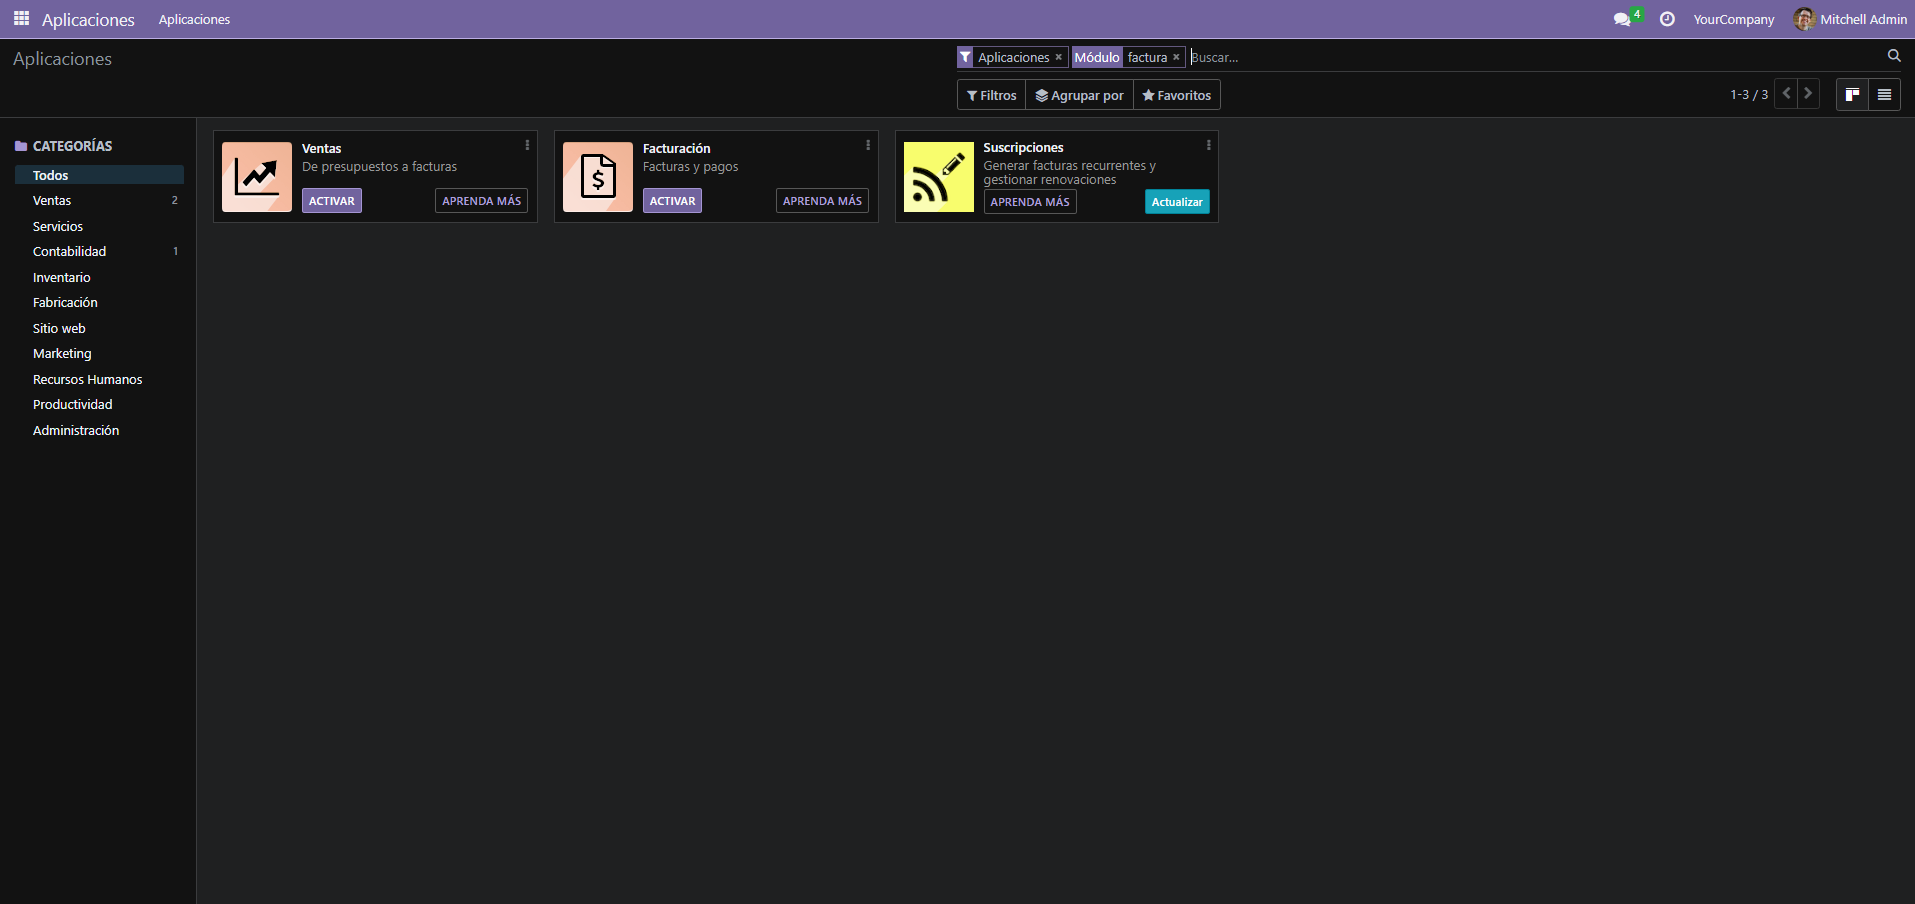 Aplicaciones Aplicaciones 4 YourCompany Mitchell Admin
Aplicaciones
Aplicaciones × Módulo factura × Buscar...
Filtros Agrupar por Favoritos 1-3 / 3
CATEGORÍAS
Todos
Ventas 2
Servicios
Contabilidad 1
Inventario
Fabricación
Sitio web
Marketing
Recursos Humanos
Productividad
Administración
Ventas
De presupuestos a facturas
ACTIVAR APRENDA MÁS
Facturación
Facturas y pagos
$
ACTIVAR APRENDA MÁS
Suscripciones
Generar facturas recurrentes y
gestionar renovaciones
APRENDA MÁS Actualizar